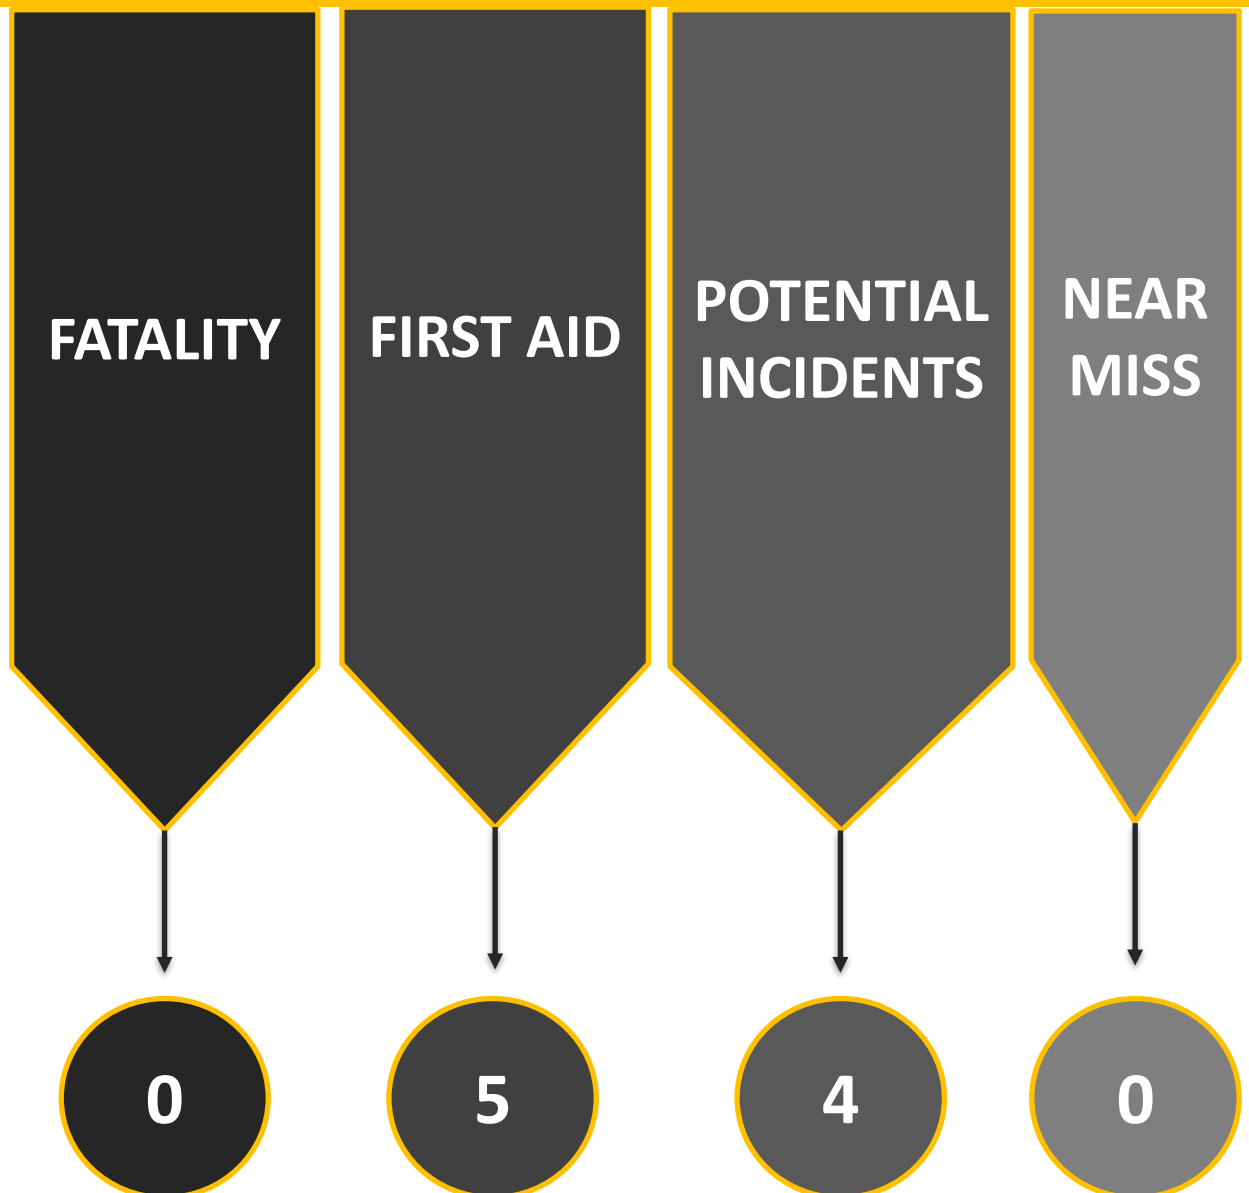 FATALITY
FIRST AID
POTENTIAL
INCIDENTS
NEAR
MISS
0
5
4
0